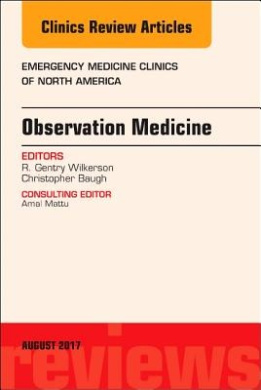 Clinics Review Articles
EMERGENCY MEDICINE CLINICS
OF NORTH AMERICA
Observation Medicine
EDITORS
R. Gentry Wilkerson
Christopher Baugh
CONSULTING EDITOR
Amal Mattu
AUGUST 2017
reviews